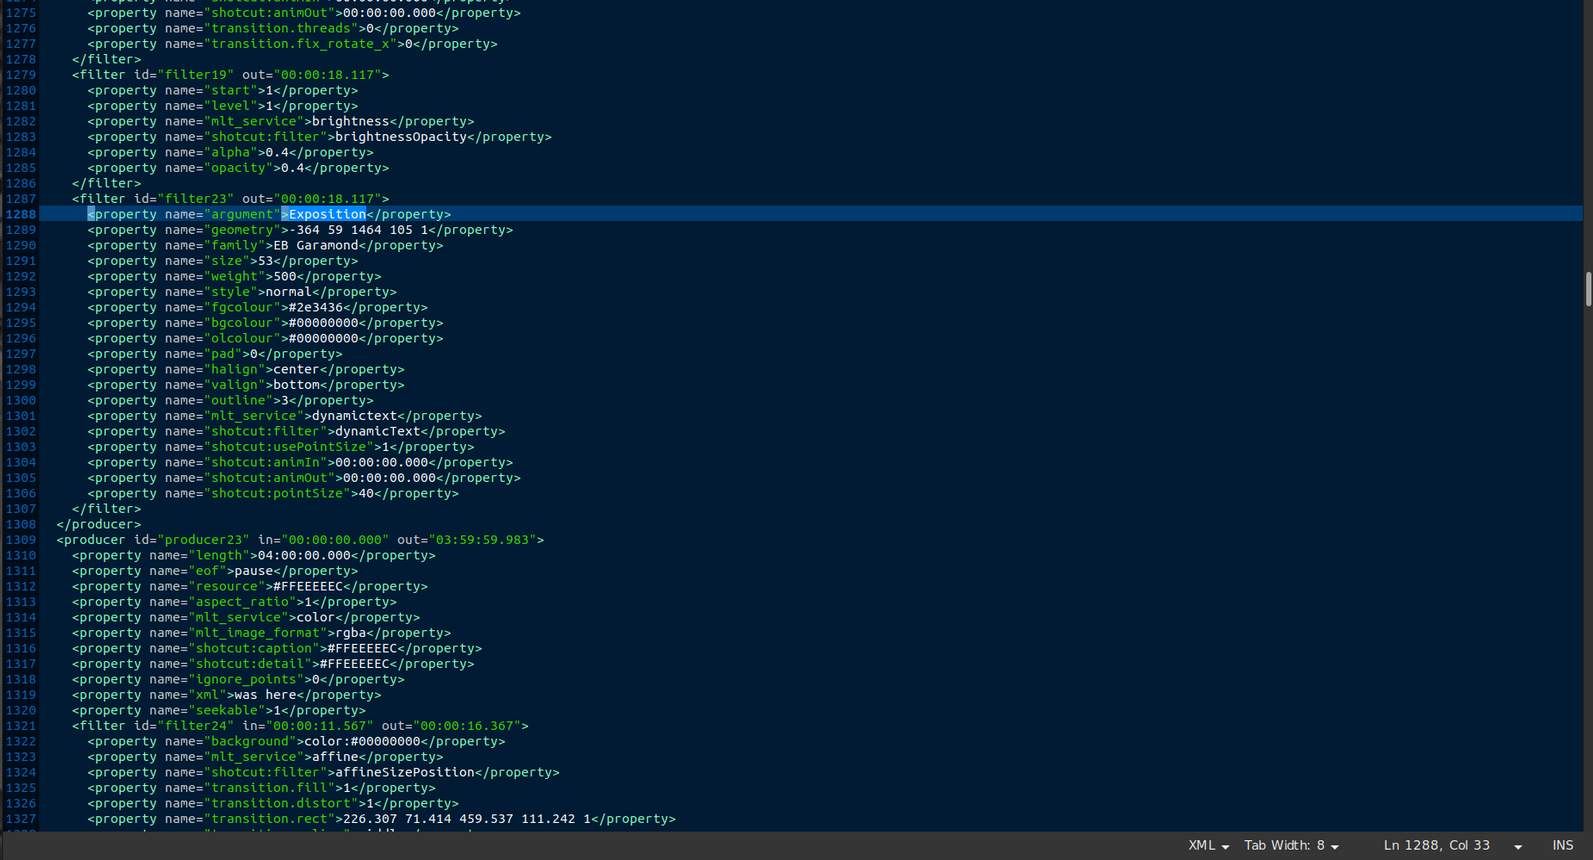 1275       <property name="shotcut:animOut">00:00:00.000</property>
1276       <property name="transition.threads">0</property>
1277       <property name="transition.fix_rotate_x">0</property>
1278     </filter>
1279     <filter id="filter19" out="00:00:18.117">
1280       <property name="start">1</property>
1281       <property name="level">1</property>
1282       <property name="mlt_service">brightness</property>
1283       <property name="shotcut:filter">brightnessOpacity</property>
1284       <property name="alpha">0.4</property>
1285       <property name="opacity">0.4</property>
1286     </filter>
1287     <filter id="filter23" out="00:00:18.117">
1288       <property name="argument">Exposition</property>
1289       <property name="geometry">-364 59 1464 105 1</property>
1290       <property name="family">EB Garamond</property>
1291       <property name="size">53</property>
1292       <property name="weight">500</property>
1293       <property name="style">normal</property>
1294       <property name="fgcolour">#2e3436</property>
1295       <property name="bgcolour">#00000000</property>
1296       <property name="olcolour">#00000000</property>
1297       <property name="pad">0</property>
1298       <property name="halign">center</property>
1299       <property name="valign">bottom</property>
1300       <property name="outline">3</property>
1301       <property name="mlt_service">dynamictext</property>
1302       <property name="shotcut:filter">dynamicText</property>
1303       <property name="shotcut:usePointSize">1</property>
1304       <property name="shotcut:animIn">00:00:00.000</property>
1305       <property name="shotcut:animOut">00:00:00.000</property>
1306       <property name="shotcut:pointSize">40</property>
1307     </filter>
1308   </producer>
1309   <producer id="producer23" in="00:00:00.000" out="03:59:59.983">
1310     <property name="length">04:00:00.000</property>
1311     <property name="eof">pause</property>
1312     <property name="resource">#FFEEEEEC</property>
1313     <property name="aspect_ratio">1</property>
1314     <property name="mlt_service">color</property>
1315     <property name="mlt_image_format">rgba</property>
1316     <property name="shotcut:caption">#FFEEEEEC</property>
1317     <property name="shotcut:detail">#FFEEEEEC</property>
1318     <property name="ignore_points">0</property>
1319     <property name="xml">was here</property>
1320     <property name="seekable">1</property>
1321     <filter id="filter24" in="00:00:11.567" out="00:00:16.367">
1322       <property name="background">color:#00000000</property>
1323       <property name="mlt_service">affine</property>
1324       <property name="shotcut:filter">affineSizePosition</property>
1325       <property name="transition.fill">1</property>
1326       <property name="transition.distort">1</property>
1327       <property name="transition.rect">226.307 71.414 459.537 111.242 1</property>
XML Tab Width: 8 Ln 1288, Col 33 INS